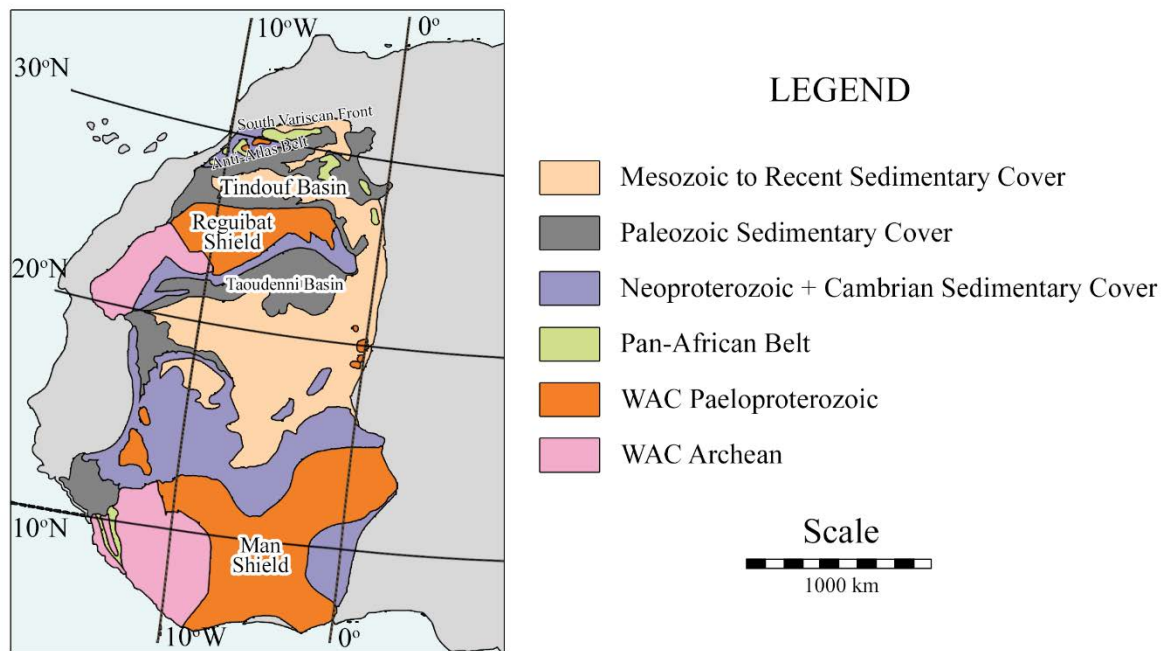 10°W
0°
30°N
South Variscan Front
Anti-Atlas Belt
Tindouf Basin
Reguibat
Shield
20°N
Taoudenni Basin
10°N
Man
Shield
10°W
0°
LEGEND
Mesozoic to Recent Sedimentary Cover
Paleozoic Sedimentary Cover
Neoproterozoic + Cambrian Sedimentary Cover
Pan-African Belt
WAC Paeloproterozoic
WAC Archean
Scale
1000 km